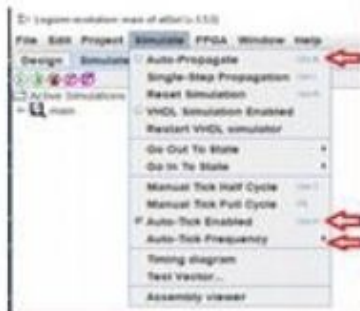 Logisim-evolution: main of
File Edit Project Simulate FPGA Window Help
Design Simulate
Active Simulations
main
Auto-Propagate
Single-Step Propagation
Reset Simulation
VHDL Simulation Enabled
Restart VHDL simulator
Go Out To State
Go In To State
Manual Tick Half Cycle
Manual Tick Full Cycle
Auto-Tick Enabled
Auto-Tick Frequency
Timing diagram
Test Vector...
Assembly viewer